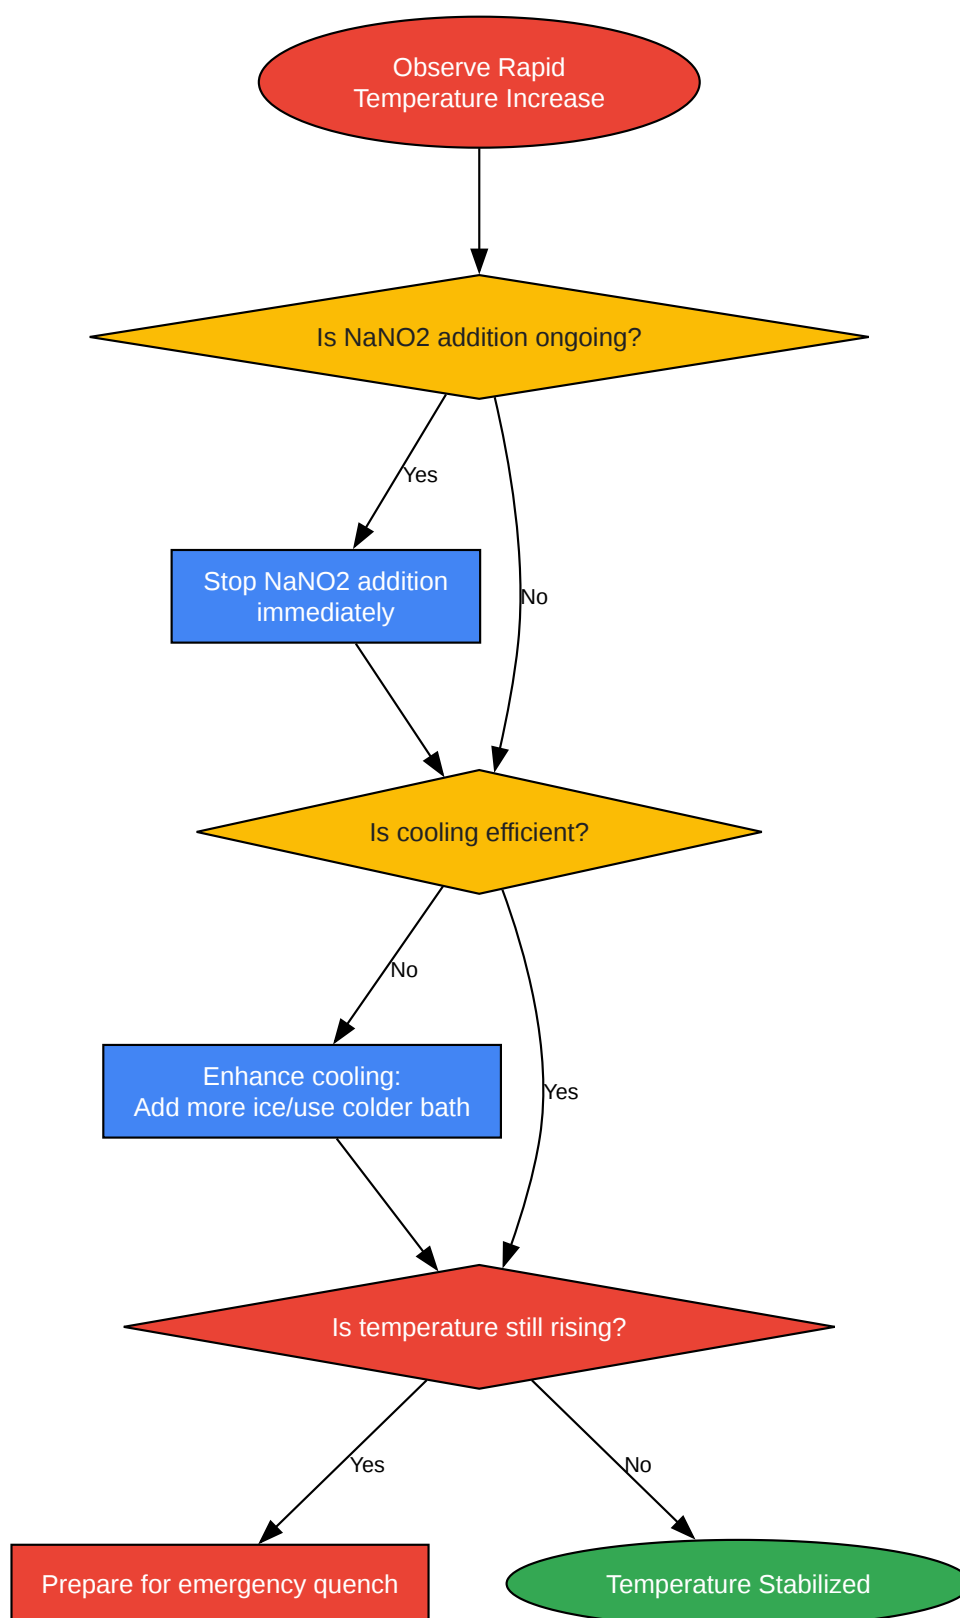 Observe Rapid
Temperature Increase
Is NaNO2 addition ongoing?
Yes
Stop NaNO2 addition
immediately
No
Is cooling efficient?
No
Enhance cooling:
Add more ice/use colder bath
Yes
Is temperature still rising?
Yes
No
Prepare for emergency quench
Temperature Stabilized